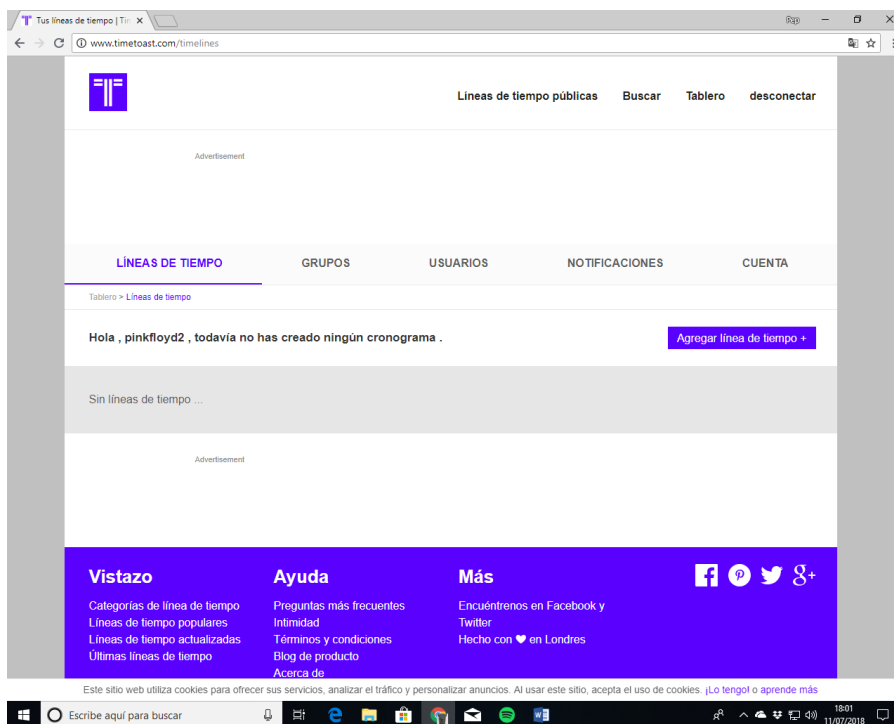 Tus líneas de tiempo | Tim
Pep
www.timetoast.com/timelines
Líneas de tiempo públicas Buscar Tablero desconectar
Advertisement
LÍNEAS DE TIEMPO GRUPOS USUARIOS NOTIFICACIONES CUENTA
Tablero > Líneas de tiempo
Hola , pinkfloyd2 , todavía no has creado ningún cronograma .
Agregar línea de tiempo +
Sin líneas de tiempo ...
Advertisement
Vistazo
Categorías de línea de tiempo
Líneas de tiempo populares
Líneas de tiempo actualizadas
Últimas líneas de tiempo
Ayuda
Preguntas más frecuentes
Intimidad
Términos y condiciones
Blog de producto
Acerca de
Más
Encuéntrenos en Facebook y
Twitter
Hecho con ♥ en Londres
Este sitio web utiliza cookies para ofrecer sus servicios, analizar el tráfico y personalizar anuncios. Al usar este sitio, acepta el uso de cookies. ¡Lo tengo! o aprende más
Escribe aquí para buscar
18:01
11/07/2018